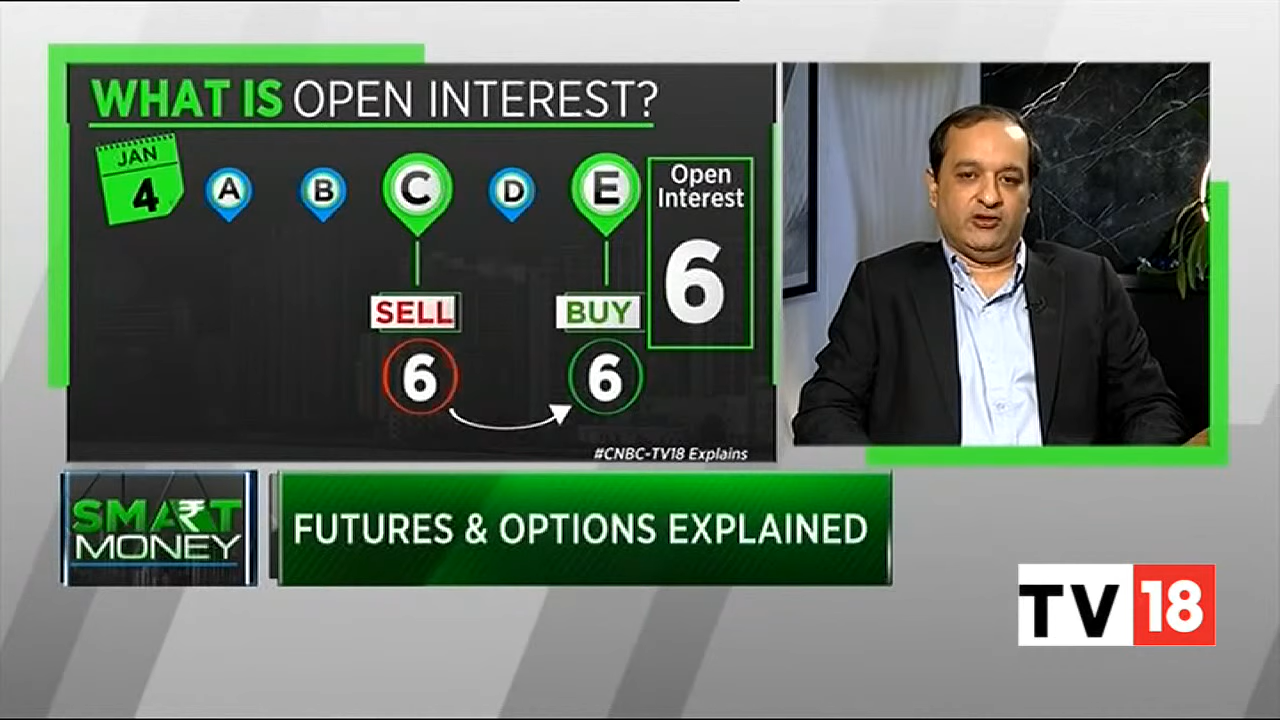 WHAT IS OPEN INTEREST?
JAN
4
A
B
C
D
E
Open
Interest
6
SELL
BUY
6
6
#CNBC-TV18 Explains
SMA₹T
MONEY
FUTURES & OPTIONS EXPLAINED
TV18